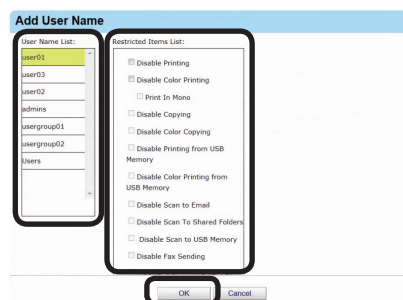 Add User Name
User Name List:
user01
user03
user02
admins
usergroup01
usergroup02
Users
Restricted Items List:
Disable Printing
Disable Color Printing
Print In Mono
Disable Copying
Disable Color Copying
Disable Printing from USB
Memory
Disable Color Printing from
USB Memory
Disable Scan to Email
Disable Scan To Shared Folders
Disable Scan to USB Memory
Disable Fax Sending
OK Cancel